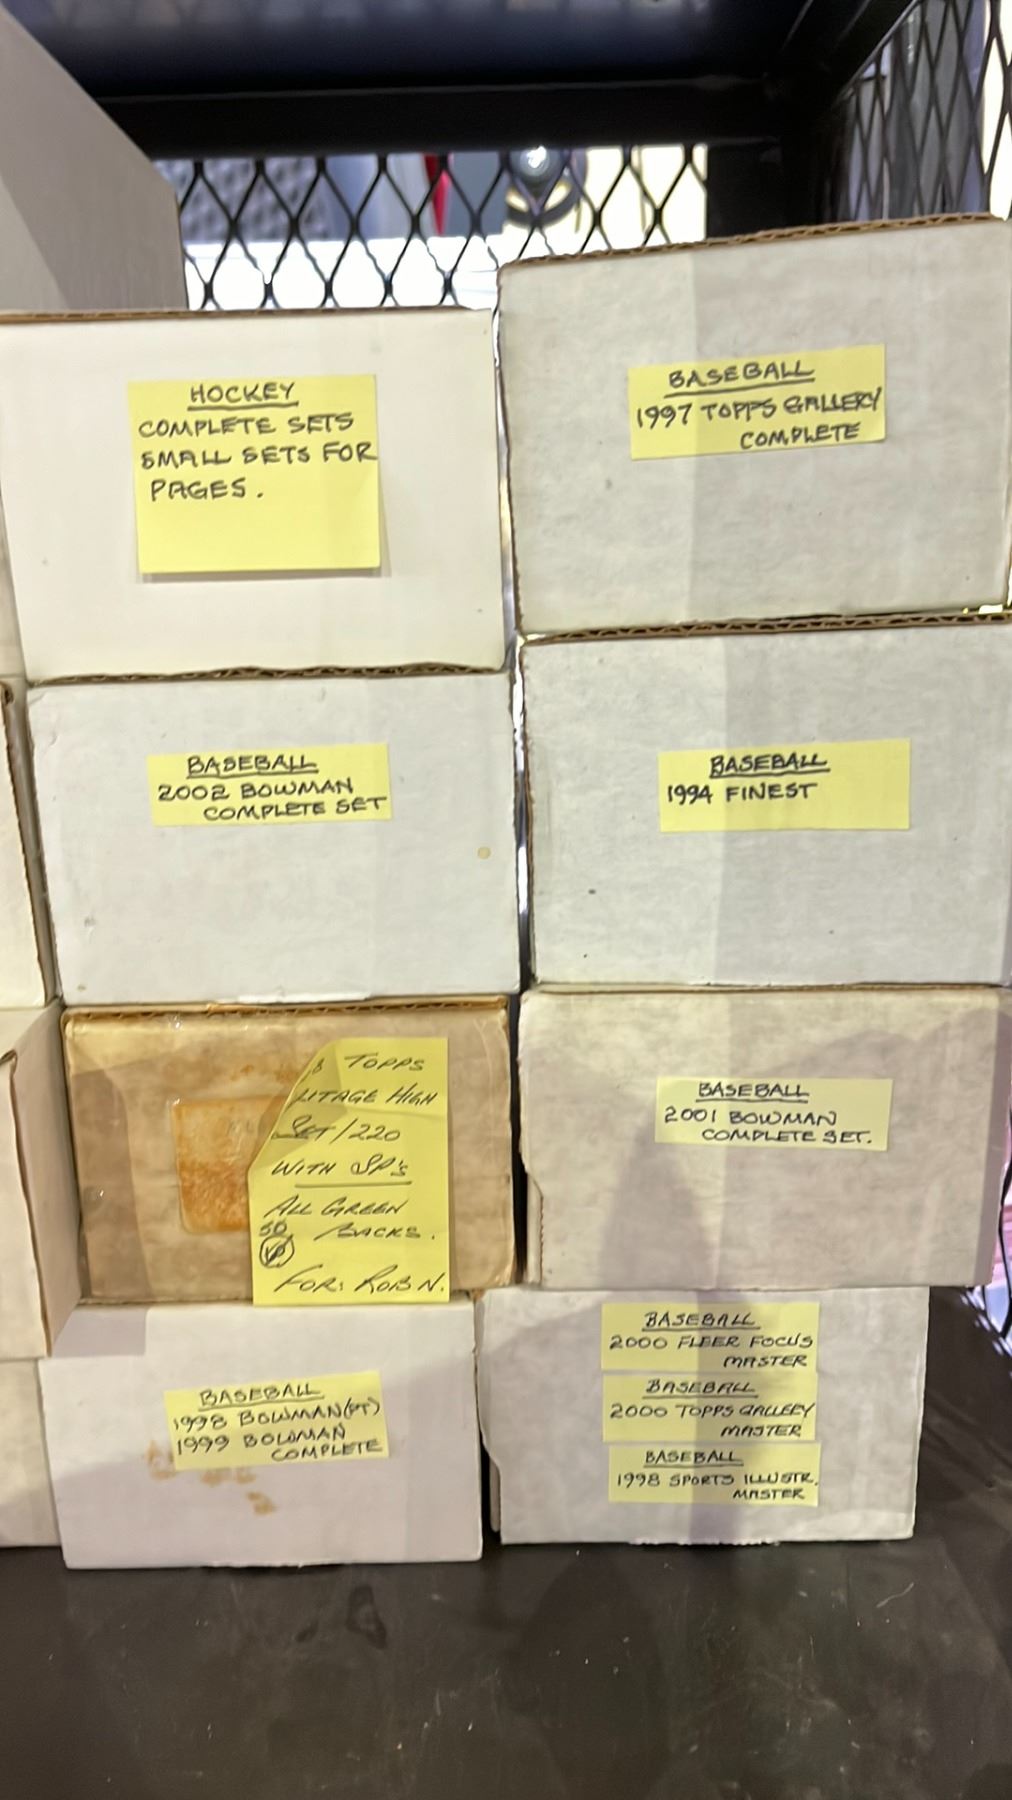 HOCKEY
COMPLETE SETS
SMALL SETS FOR
PAGES.
BASEBALL
1997 TOPPS GALLERY
COMPLETE
BASEBALL
2002 BOWMAN
COMPLETE SET
BASEBALL
1994 FINEST
8 TOPPS
RITAGE HIGH
SET/220
WITH SP's
ALL GREEN
BACKS.
FOR: ROB N.
BASEBALL
2001 BOWMAN
COMPLETE SET.
BASEBALL
1998 BOWMAN (PT)
1999 BOWMAN
COMPLETE
BASEBALL
2000 FLEER FOCUS
MASTER
BASEBALL
2000 TOPPS GALLERY
MASTER
BASEBALL
1998 SPORTS ILLUSTR.
MASTER